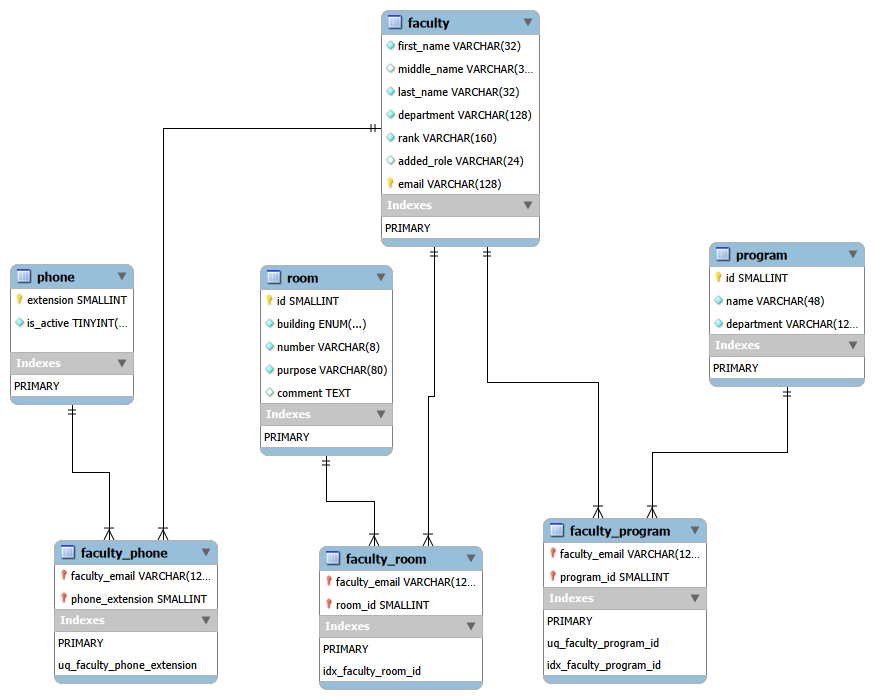 faculty
first_name VARCHAR(32)
middle_name VARCHAR(3...
last_name VARCHAR(32)
department VARCHAR(128)
rank VARCHAR(160)
added_role VARCHAR(24)
email VARCHAR(128)
Indexes
PRIMARY
phone
extension SMALLINT
is_active TINYINT(...
Indexes
PRIMARY
room
id SMALLINT
building ENUM(...)
number VARCHAR(8)
purpose VARCHAR(80)
comment TEXT
Indexes
PRIMARY
program
id SMALLINT
name VARCHAR(48)
department VARCHAR(12...
Indexes
PRIMARY
faculty_phone
faculty_email VARCHAR(12...
phone_extension SMALLINT
Indexes
PRIMARY
uq_faculty_phone_extension
faculty_room
faculty_email VARCHAR(12...
room_id SMALLINT
Indexes
PRIMARY
idx_faculty_room_id
faculty_program
faculty_email VARCHAR(12...
program_id SMALLINT
Indexes
PRIMARY
uq_faculty_program_id
idx_faculty_program_id